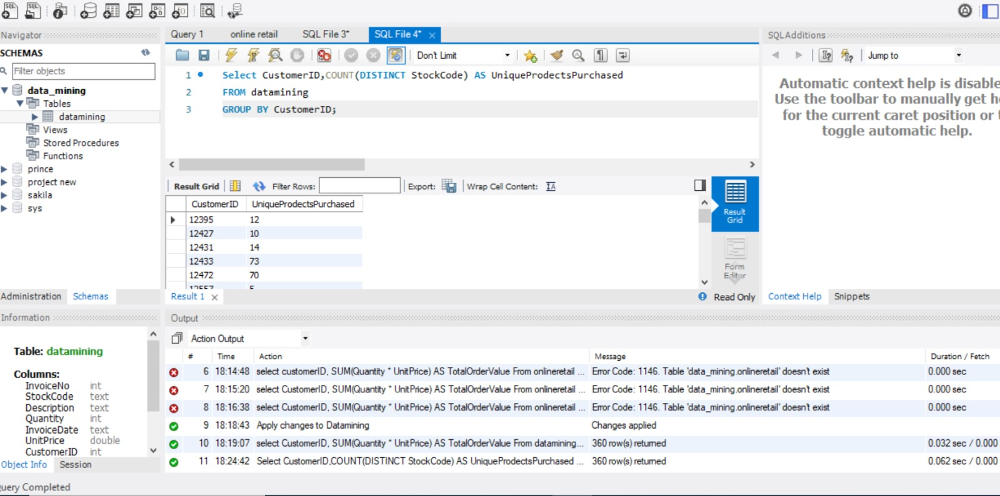 SQL SQL
Navigator
SCHEMAS
Filter objects
data_mining
Tables
datamining
Views
Stored Procedures
Functions
prince
project new
sakila
sys
Administration Schemas
Information
Table: datamining
Columns:
InvoiceNo int
StockCode text
Description text
Quantity int
InvoiceDate text
UnitPrice double
CustomerID int
Object Info Session
uery Completed
Query 1 online retail SQL File 3* SQL File 4*
Don't Limit
1 Select CustomerID,COUNT(DISTINCT StockCode) AS UniqueProdectsPurchased
2 FROM datamining
3 GROUP BY CustomerID;
Result Grid Filter Rows: Export: Wrap Cell Content:
CustomerID UniqueProdectsPurchased
12395 12
12427 10
12431 14
12433 73
12472 70
12557 5
Result Grid
Form Editor
Result 1 Read Only
SQLAdditions
Jump to
Automatic context help is disable
Use the toolbar to manually get h
for the current caret position or t
toggle automatic help.
Context Help Snippets
Output
Action Output
# Time Action Message Duration / Fetch
6 18:14:48 select customerID, SUM(Quantity * UnitPrice) AS TotalOrderValue From onlineretail ... Error Code: 1146. Table 'data_mining.onlineretail' doesn't exist 0.000 sec
7 18:15:20 select CustomerID, SUM(Quantity * UnitPrice) AS TotalOrderValue From onlineretail ... Error Code: 1146. Table 'data_mining.onlineretail' doesn't exist 0.000 sec
8 18:16:38 select CustomerID, SUM(Quantity * UnitPrice) AS TotalOrderValue From onlineretail ... Error Code: 1146. Table 'data_mining.onlineretail' doesn't exist 0.000 sec
9 18:18:43 Apply changes to Datamining Changes applied
10 18:19:07 select CustomerID, SUM(Quantity * UnitPrice) AS TotalOrderValue From datamining... 360 row(s) returned 0.032 sec / 0.000
11 18:24:42 Select CustomerID,COUNT(DISTINCT StockCode) AS UniqueProdectsPurchased ... 360 row(s) returned 0.062 sec / 0.000